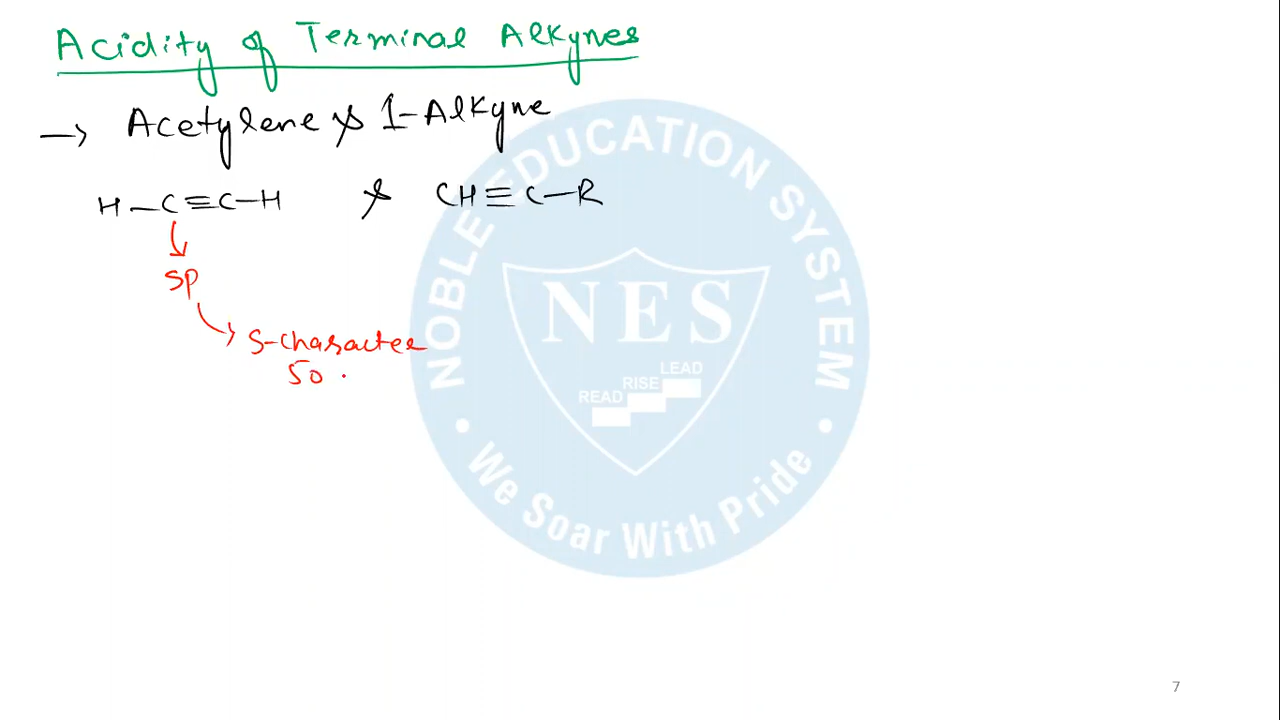 Acidity of Terminal Alkynes
→ Acetylene & 1-Alkyne
H—C≡C—H & CH≡C—R
SP
S-character
50 .
NOBLE EDUCATION SYSTEM
NES
LEAD
RISE
READ
• We Soar With Pride •
7